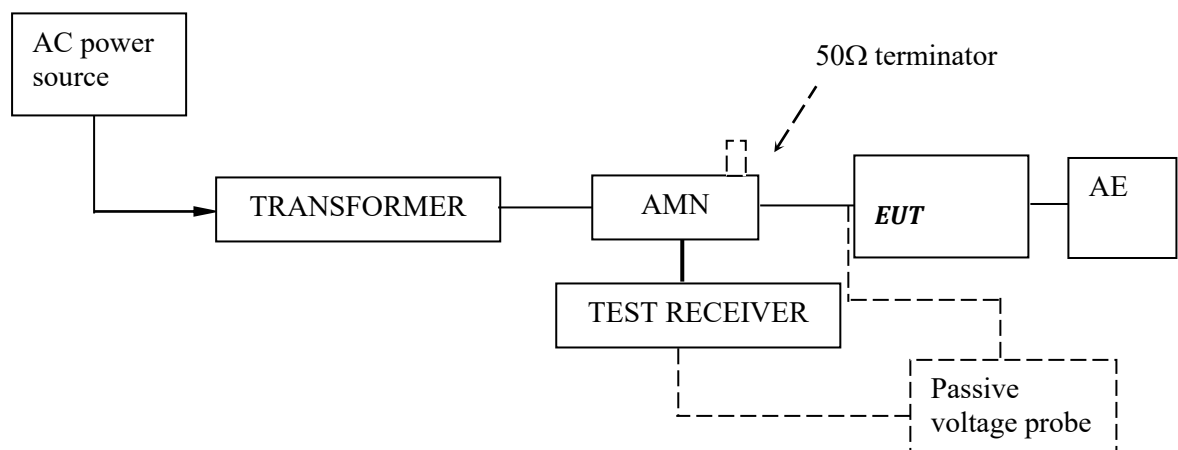 AC power
source
50Ω terminator
TRANSFORMER
AMN
EUT
AE
TEST RECEIVER
Passive
voltage probe